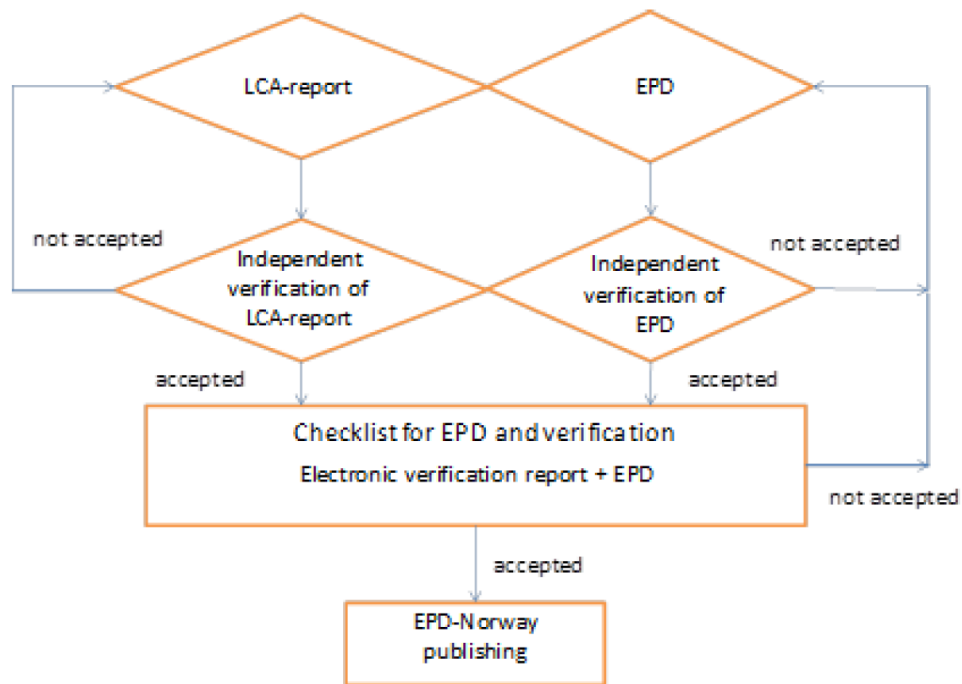 LCA-report
EPD
not accepted
Independent
verification of
LCA-report
Independent
verification of
EPD
not accepted
accepted
accepted
Checklist for EPD and verification
Electronic verification report + EPD
not accepted
accepted
EPD-Norway
publishing